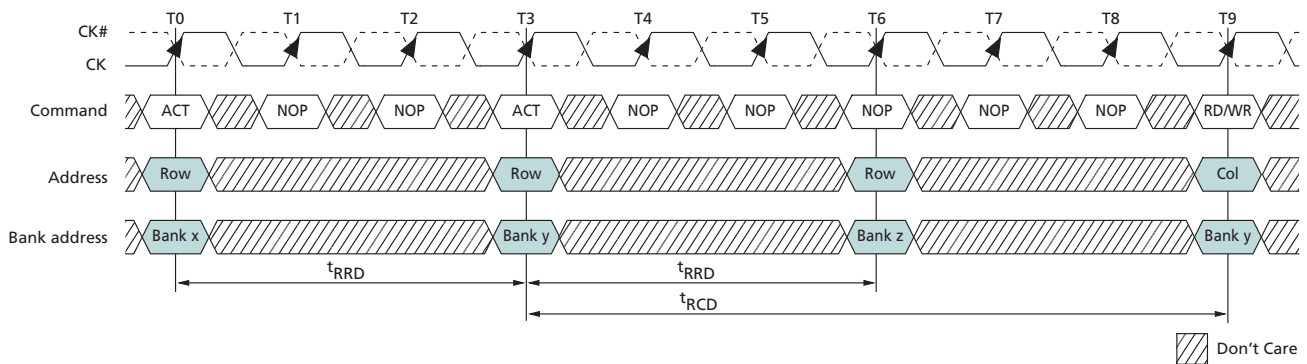 T0 T1 T2 T3 T4 T5 T6 T7 T8 T9
CK#
CK
Command ACT NOP NOP ACT NOP NOP NOP NOP NOP RD/WR
Address Row Row Row Col
Bank address Bank x Bank y Bank z Bank y
tRRD tRRD
tRCD
Don't Care